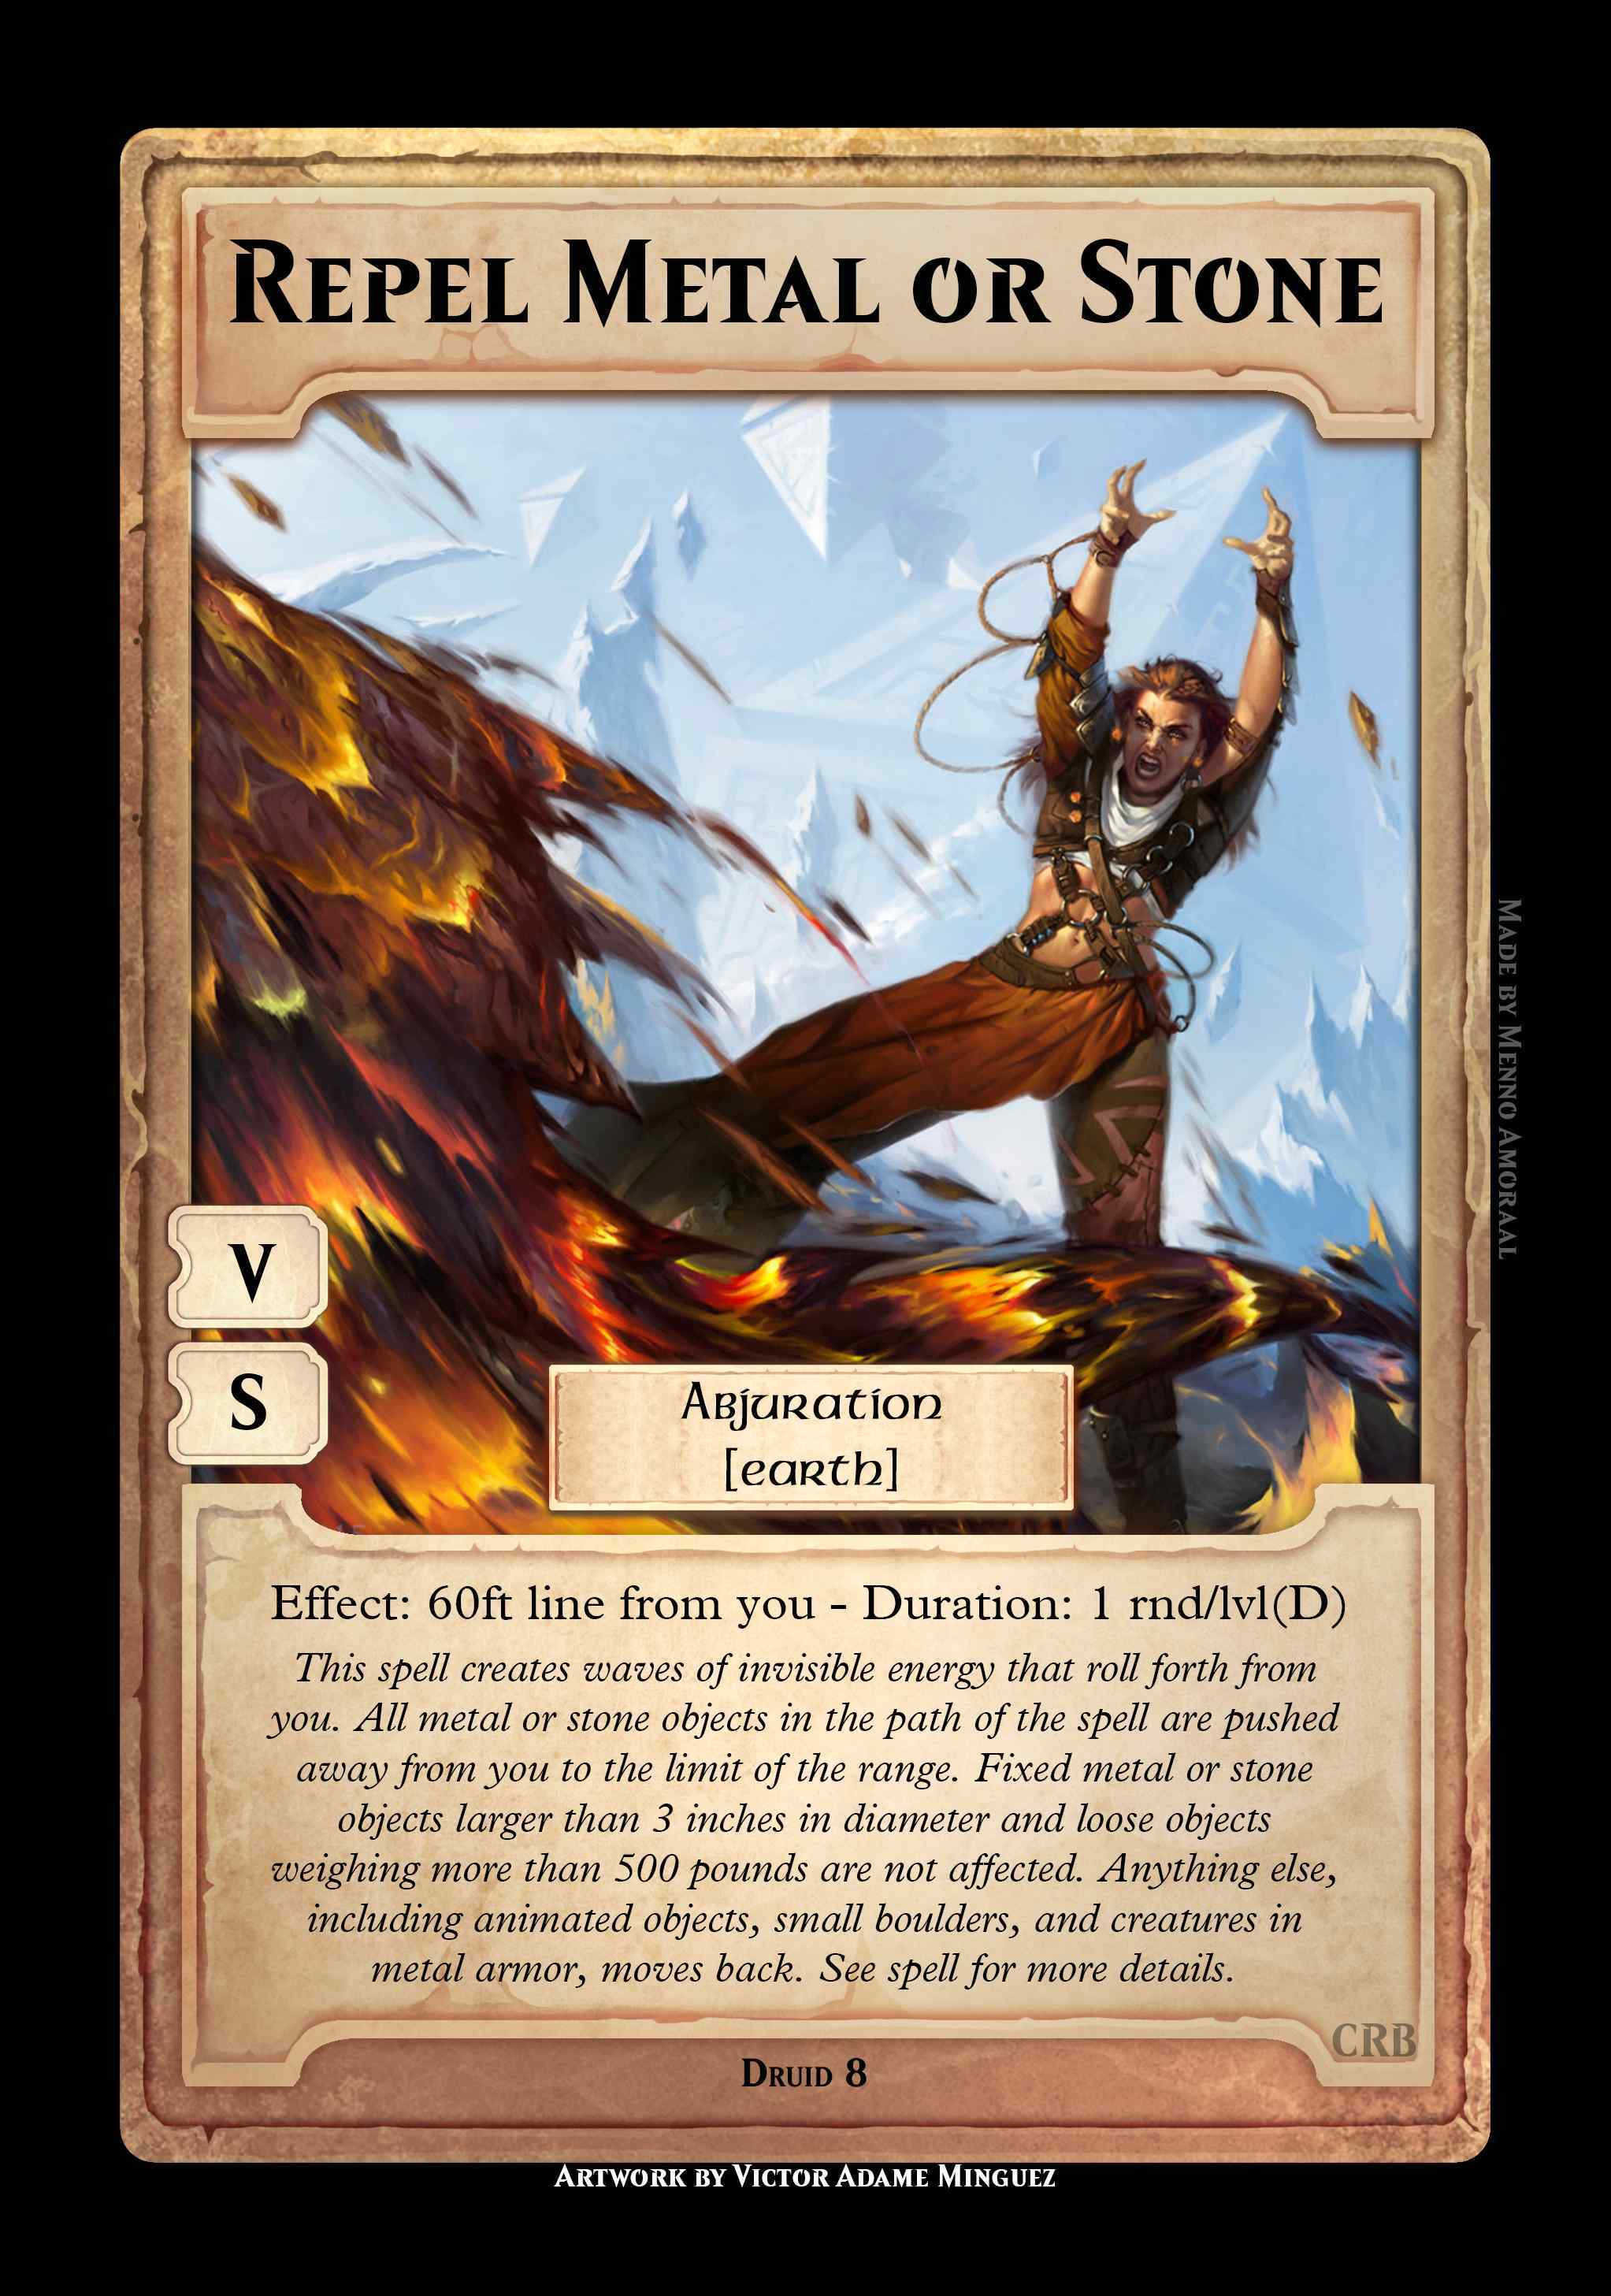 Repel Metal or Stone
V
S
Abjuration
[earth]
Effect: 60ft line from you - Duration: 1 rnd/lvl(D)
This spell creates waves of invisible energy that roll forth from
you. All metal or stone objects in the path of the spell are pushed
away from you to the limit of the range. Fixed metal or stone
objects larger than 3 inches in diameter and loose objects
weighing more than 500 pounds are not affected. Anything else,
including animated objects, small boulders, and creatures in
metal armor, moves back. See spell for more details.
CRB
Druid 8
Artwork by Victor Adame Minguez
Made by Menno Amoraal